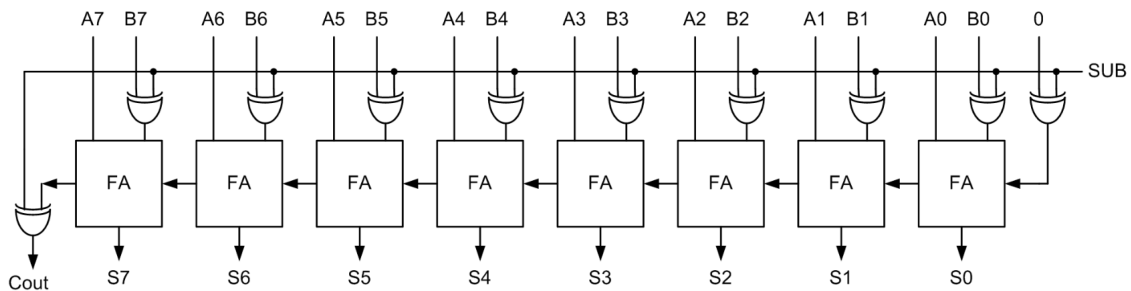 A7 B7 A6 B6 A5 B5 A4 B4 A3 B3 A2 B2 A1 B1 A0 B0 0
SUB
FA FA FA FA FA FA FA FA
Cout S7 S6 S5 S4 S3 S2 S1 S0